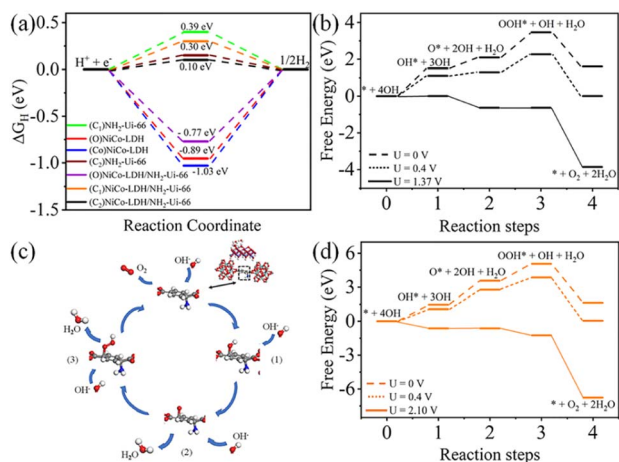 (a)
0.39 eV
0.30 eV
0.10 eV
H⁺ + e⁻
1/2H₂
- 0.77 eV
-0.89 eV
-1.03 eV
(C₁)NH₂-Ui-66
(O)NiCo-LDH
(Co)NiCo-LDH
(C₂)NH₂-Ui-66
(O)NiCo-LDH/NH₂-Ui-66
(C₁)NiCo-LDH/NH₂-Ui-66
(C₂)NiCo-LDH/NH₂-Ui-66
0.5
0.0
-0.5
-1.0
-1.5
ΔG_H (eV)
Reaction Coordinate
(b)
OOH* + OH + H₂O
O* + 2OH + H₂O
OH* + 3OH
* + 4OH
* + O₂ + 2H₂O
U = 0 V
U = 0.4 V
U = 1.37 V
4
2
0
-2
-4
Free Energy (eV)
0 1 2 3 4
Reaction steps
(c)
O₂
OH⁻
OH⁻
(1)
OH⁻
(2)
H₂O
OH⁻
(3)
H₂O
(d)
OOH* + OH + H₂O
O* + 2OH + H₂O
OH* + 3OH
* + 4OH
* + O₂ + 2H₂O
U = 0 V
U = 0.4 V
U = 2.10 V
6
3
0
-3
-6
Free Energy (eV)
0 1 2 3 4
Reaction steps